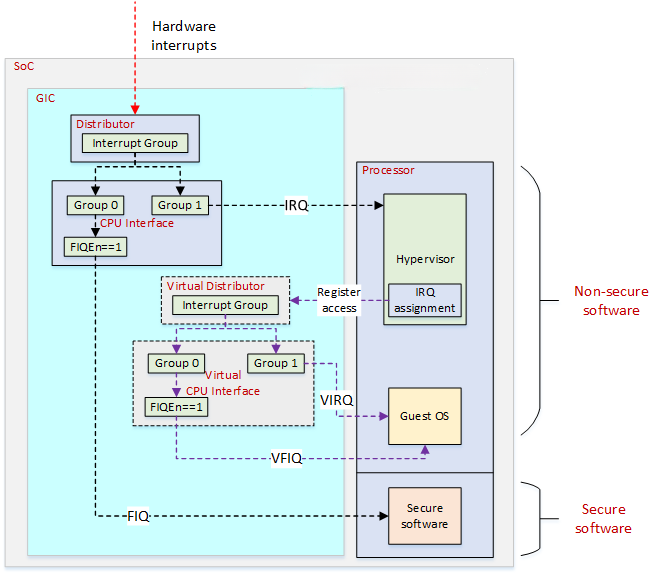 Hardware
interrupts
SoC
GIC
Distributor
Interrupt Group
Processor
Group 0
Group 1
IRQ
CPU Interface
FIQEn==1
Hypervisor
Virtual Distributor
Register
access
IRQ
assignment
Interrupt Group
Non-secure
software
Group 0
Group 1
Virtual
CPU Interface
FIQEn==1
VIRQ
Guest OS
VFIQ
FIQ
Secure
software
Secure
software